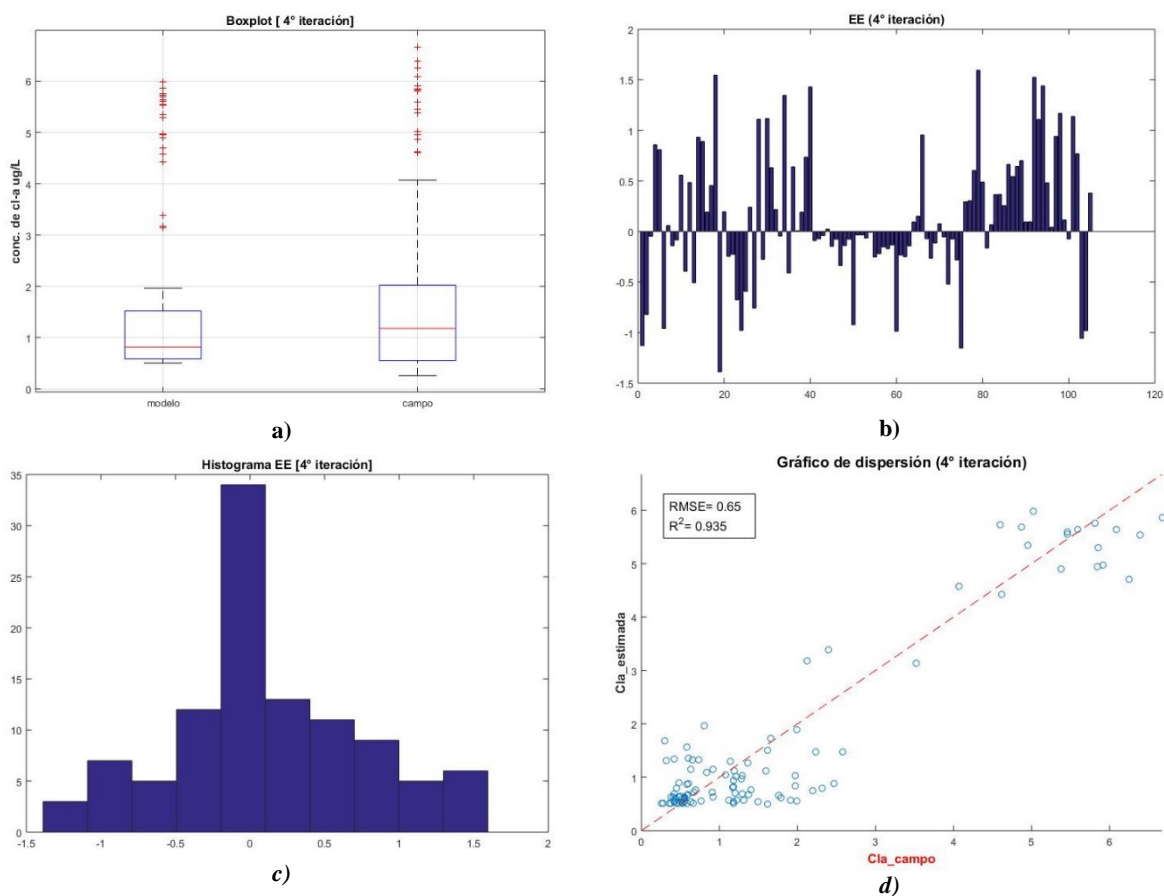 Boxplot [ 4° iteración]
conc. de cl-a ug/L
6
5
4
3
2
1
0
modelo campo
a)
EE (4° iteración)
2
1.5
1
0.5
0
-0.5
-1
-1.5
0 20 40 60 80 100 120
b)
Histograma EE [4° iteración]
35
30
25
20
15
10
5
0
-1.5 -1 -0.5 0 0.5 1 1.5 2
c)
Gráfico de dispersión (4° iteración)
RMSE= 0.65
R²= 0.935
Cla_estimada
6
5
4
3
2
1
0
0 1 2 3 4 5 6
Cla_campo
d)